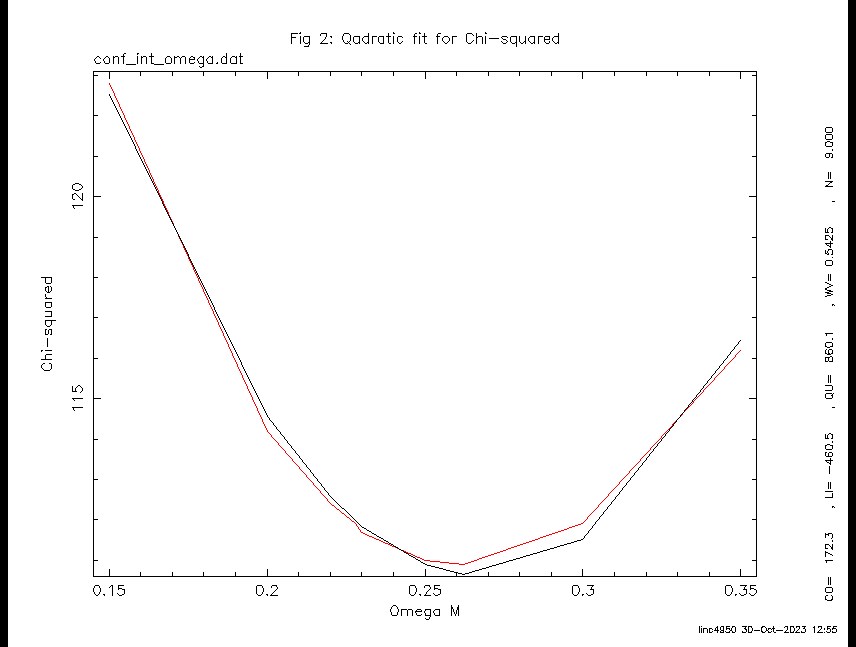 Fig 2: Qadratic fit for Chi-squared
conf_int_omega.dat
120
115
Chi-squared
0.15 0.2 0.25 0.3 0.35
Omega M
CO= 172.3 , LI= -460.5 , QU= 860.1 , WV= 0.5425 , N= 9.000
linc4950 30-Oct-2023 12:55